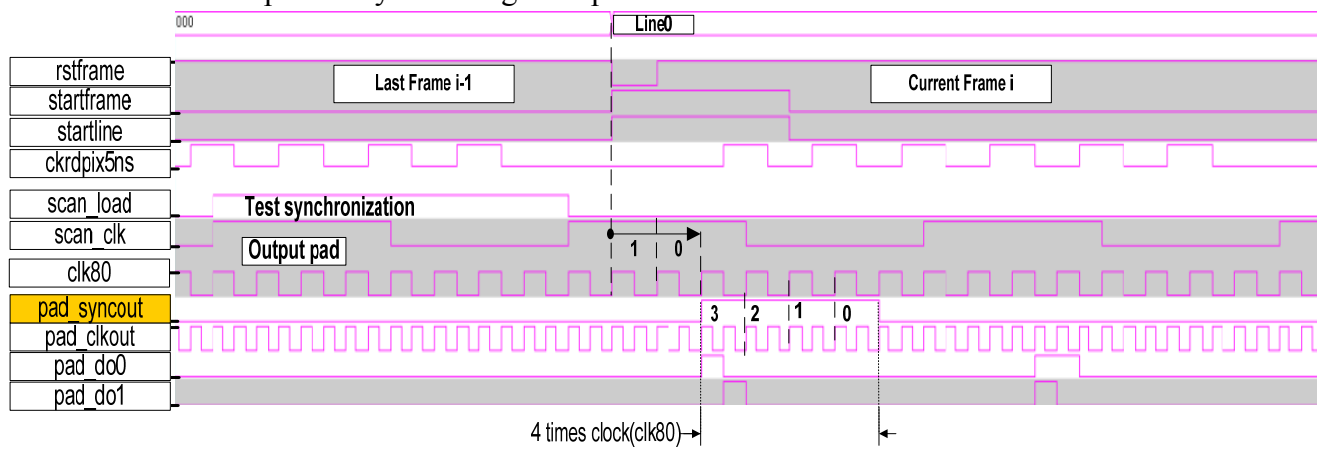 000
Line0
rstframe
Last Frame i-1
Current Frame i
startframe
startline
ckrdpix5ns
scan_load
Test synchronization
scan_clk
Output pad
1 0
clk80
pad_syncout
3 2 1 0
pad_clkout
pad_do0
pad_do1
4 times clock(clk80)